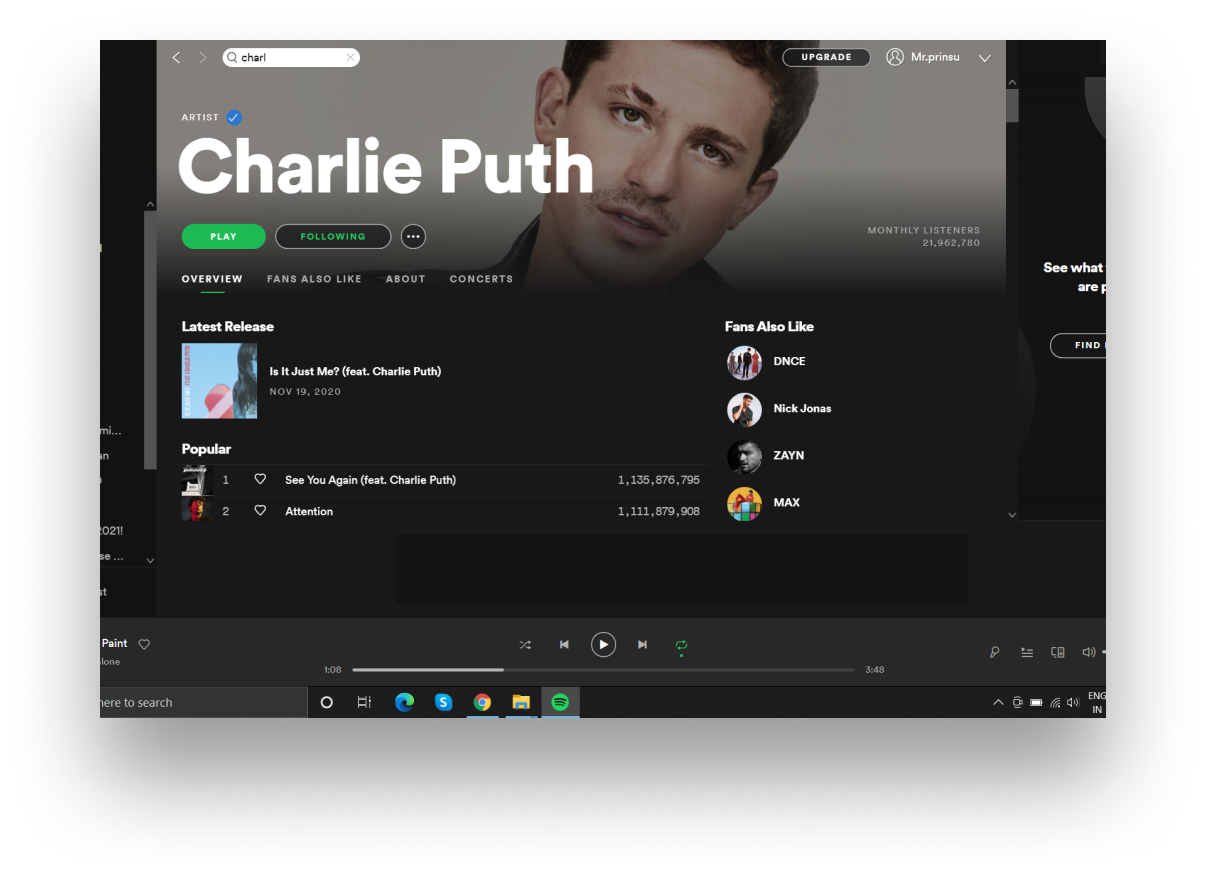 charl
UPGRADE
Mr.prinsu
ARTIST
Charlie Puth
PLAY
FOLLOWING
MONTHLY LISTENERS
21,962,780
OVERVIEW FANS ALSO LIKE ABOUT CONCERTS
See what
are p
FIND
Latest Release
Is It Just Me? (feat. Charlie Puth)
NOV 19, 2020
Popular
1 See You Again (feat. Charlie Puth) 1,135,876,795
2 Attention 1,111,879,908
Fans Also Like
DNCE
Nick Jonas
ZAYN
MAX
mi...
an
2021!
se ...
st
Paint
alone
1:08
3:48
here to search
ENG
IN